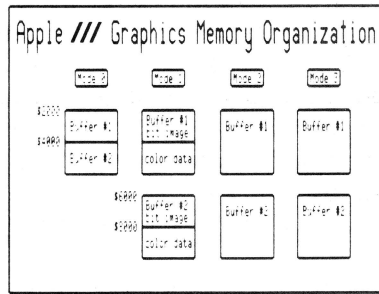 Apple /// Graphics Memory Organization
Mode 0 Mode 1 Mode 2 Mode 3
$2000
Buffer #1
$4000
Buffer #2
Buffer #1
bit image
color data
Buffer #1
Buffer #1
$6000
Buffer #2
bit image
$8000
color data
Buffer #2
Buffer #2